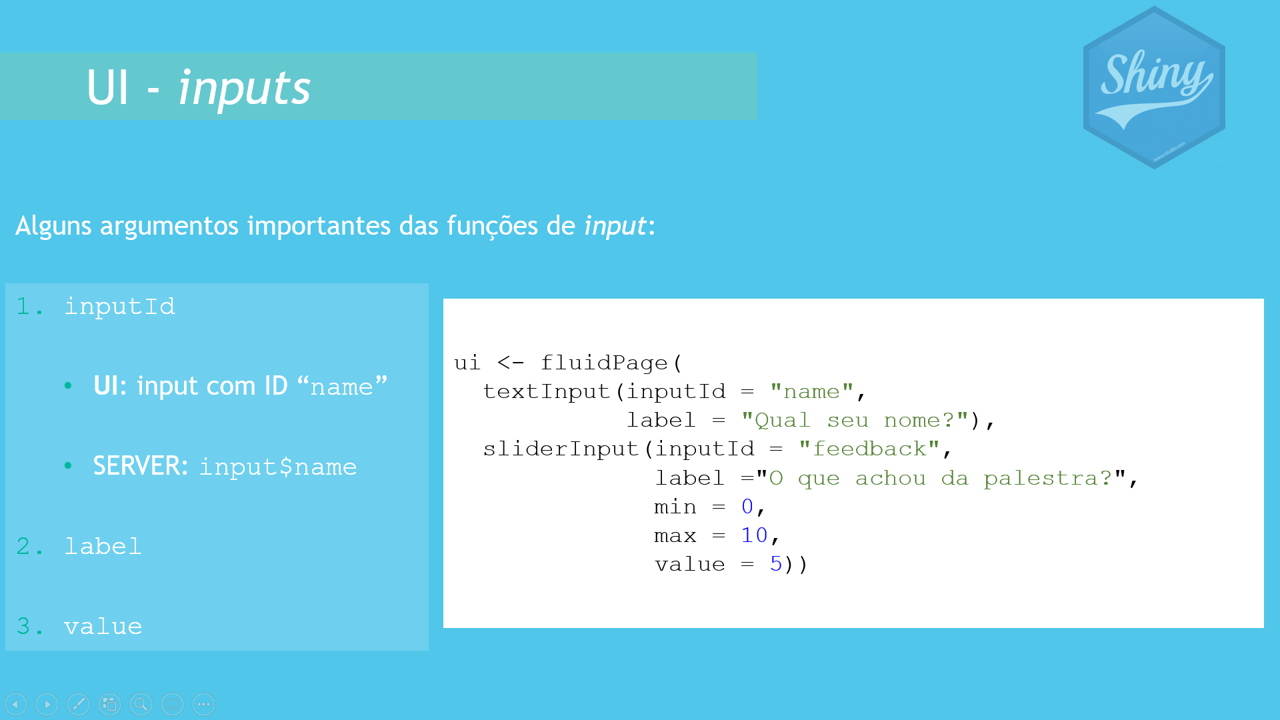 UI - inputs
Shiny
Alguns argumentos importantes das funções de input:
1. inputId
• UI: input com ID “name”
• SERVER: input$name
2. label
3. value
ui <- fluidPage(
  textInput(inputId = "name",
            label = "Qual seu nome?"),
  sliderInput(inputId = "feedback",
              label ="O que achou da palestra?",
              min = 0,
              max = 10,
              value = 5))